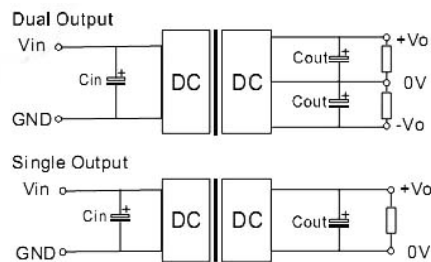 Dual Output
Vin
+
Cin
GND
DC
DC
+
Cout
+
Cout
+Vo
0V
-Vo
Single Output
Vin
+
Cin
GND
DC
DC
+
Cout
+Vo
0V